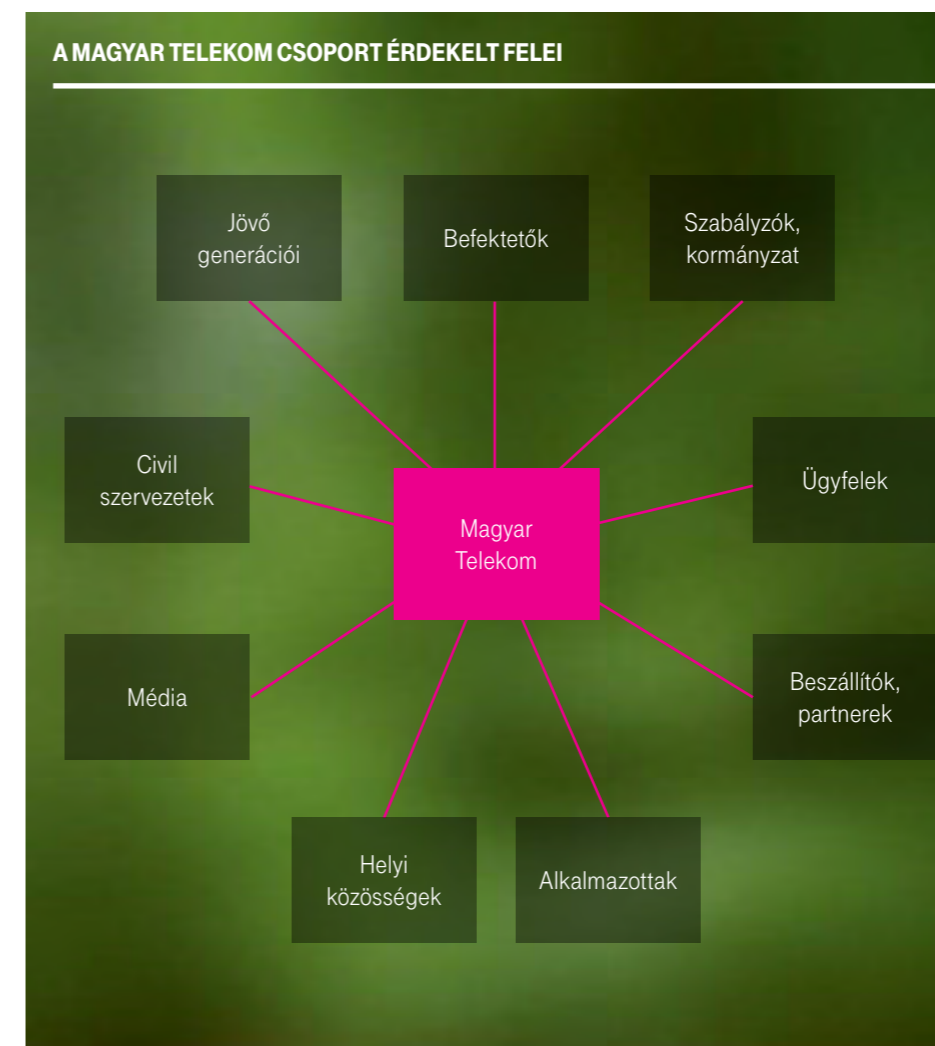 A MAGYAR TELEKOM CSOPORT ÉRDEKELT FELEI
Jövő
generációi
Befektetők
Szabályzók,
kormányzat
Civil
szervezetek
Magyar
Telekom
Ügyfelek
Média
Beszállítók,
partnerek
Helyi
közösségek
Alkalmazottak